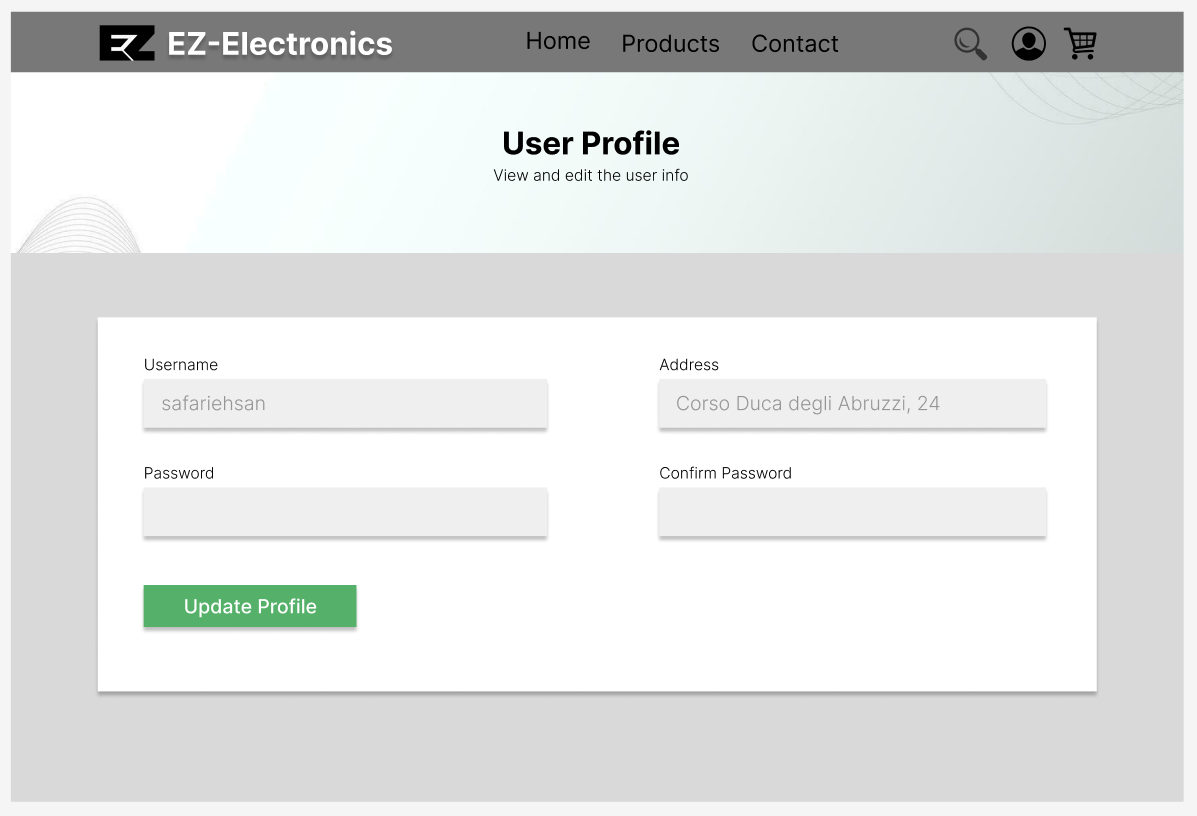 EZ-Electronics Home Products Contact
User Profile
View and edit the user info
Username Address
safariehsan Corso Duca degli Abruzzi, 24
Password Confirm Password
Update Profile